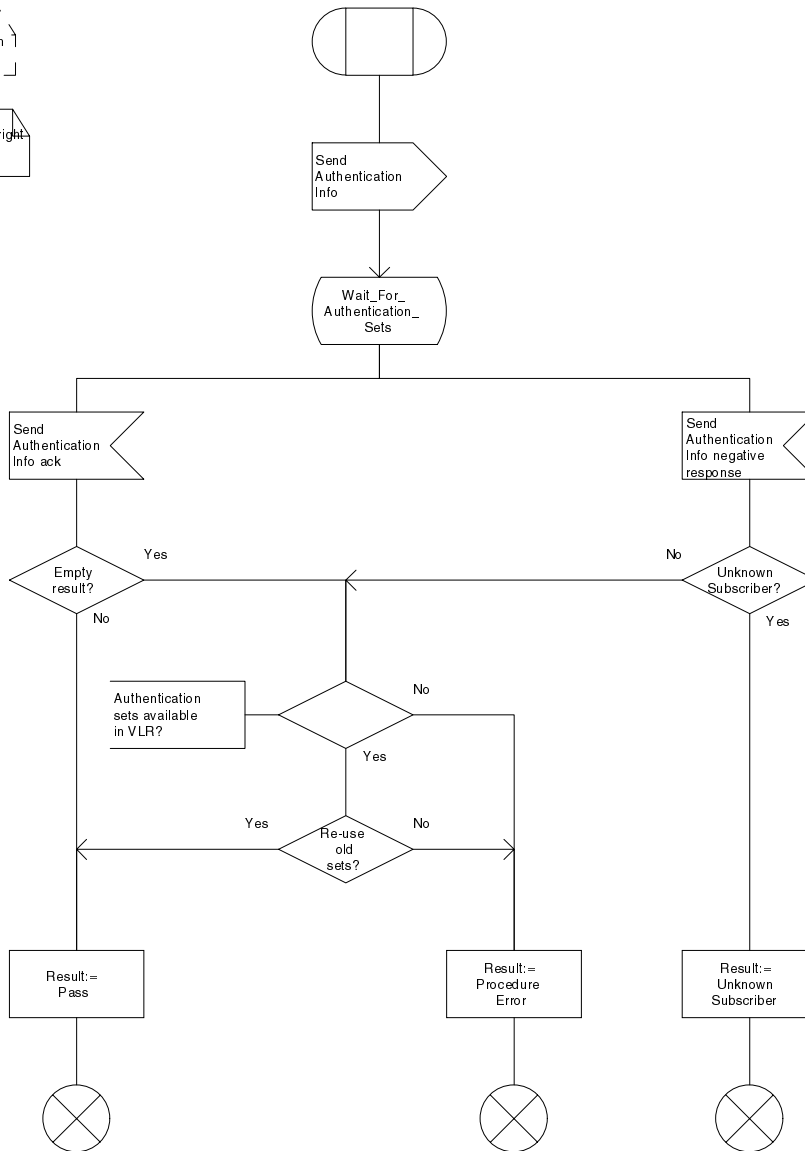 n
right
Send
Authentication
Info
Wait_For_
Authentication_
Sets
Send
Authentication
Info ack
Send
Authentication
Info negative
response
Yes
No
Empty
result?
Unknown
Subscriber?
No
Yes
Authentication
sets available
in VLR?
No
Yes
Yes
No
Re-use
old
sets?
Result:=
Pass
Result:=
Procedure
Error
Result:=
Unknown
Subscriber